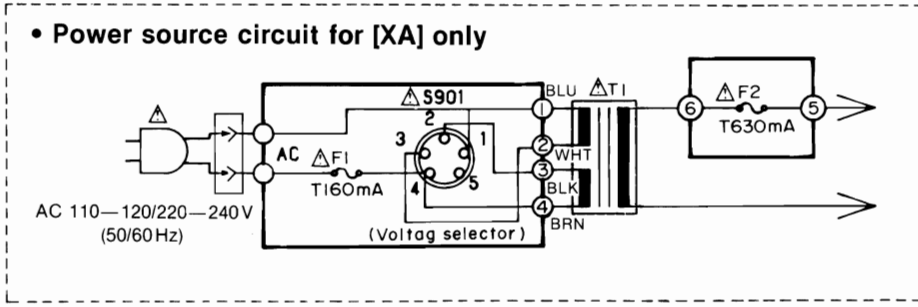 • Power source circuit for [XA] only
AC 110—120/220—240V
(50/60Hz)
AC
⚠F1
T160mA
⚠S901
2
3
1
4
5
(Voltag selector)
1
2
3
4
BLU
WHT
BLK
BRN
⚠T1
6
⚠F2
T630mA
5